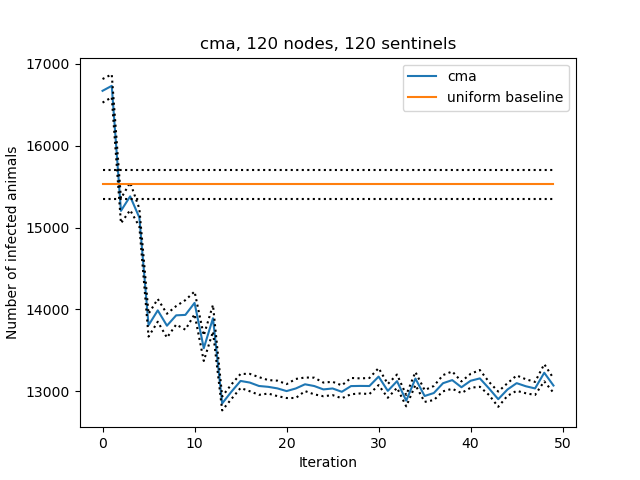 cma, 120 nodes, 120 sentinels
cma
uniform baseline
Number of infected animals
17000
16000
15000
14000
13000
0 10 20 30 40 50
Iteration